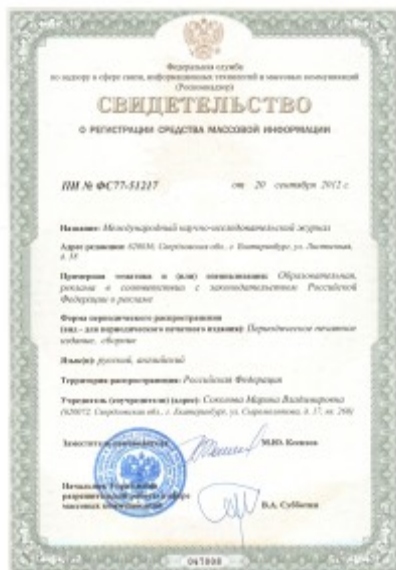 Федеральная служба
по надзору в сфере связи, информационных технологий и массовых коммуникаций
(Роскомнадзор)
СВИДЕТЕЛЬСТВО
О РЕГИСТРАЦИИ СРЕДСТВА МАССОВОЙ ИНФОРМАЦИИ
ПИ № ФС77-51217 от 20 сентября 2012 г.
Название: Международный научно-исследовательский журнал
Адрес редакции: Свердловская обл., г. Екатеринбург, ул.
Примерная тематика и (или) специализация: Образовательная,
реклама в соответствии с законодательством Российской
Федерации о рекламе
Форма периодического распространения
(вид - для периодического печатного издания): Периодическое печатное
издание, сборник
Язык(и): русский, английский
Территория распространения: Российская Федерация
Учредитель (соучредители) (адрес): Соколова Марина Владимировна
(620072, Свердловская обл., г. Екатеринбург, ул. Сыромолотова, д. 17, кв.
Заместитель руководителя
Начальник Управления
разрешительной работы в сфере
массовых коммуникаций В.А. Субботин